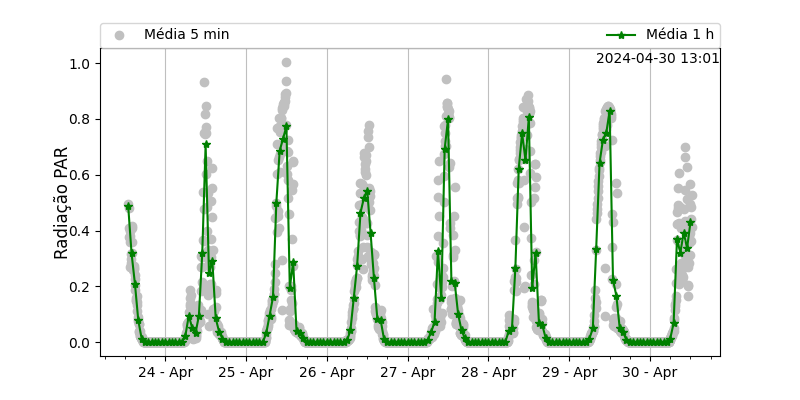 Média 5 min
Média 1 h
2024-04-30 13:01
Radiação PAR
1.0
0.8
0.6
0.4
0.2
0.0
24 - Apr
25 - Apr
26 - Apr
27 - Apr
28 - Apr
29 - Apr
30 - Apr